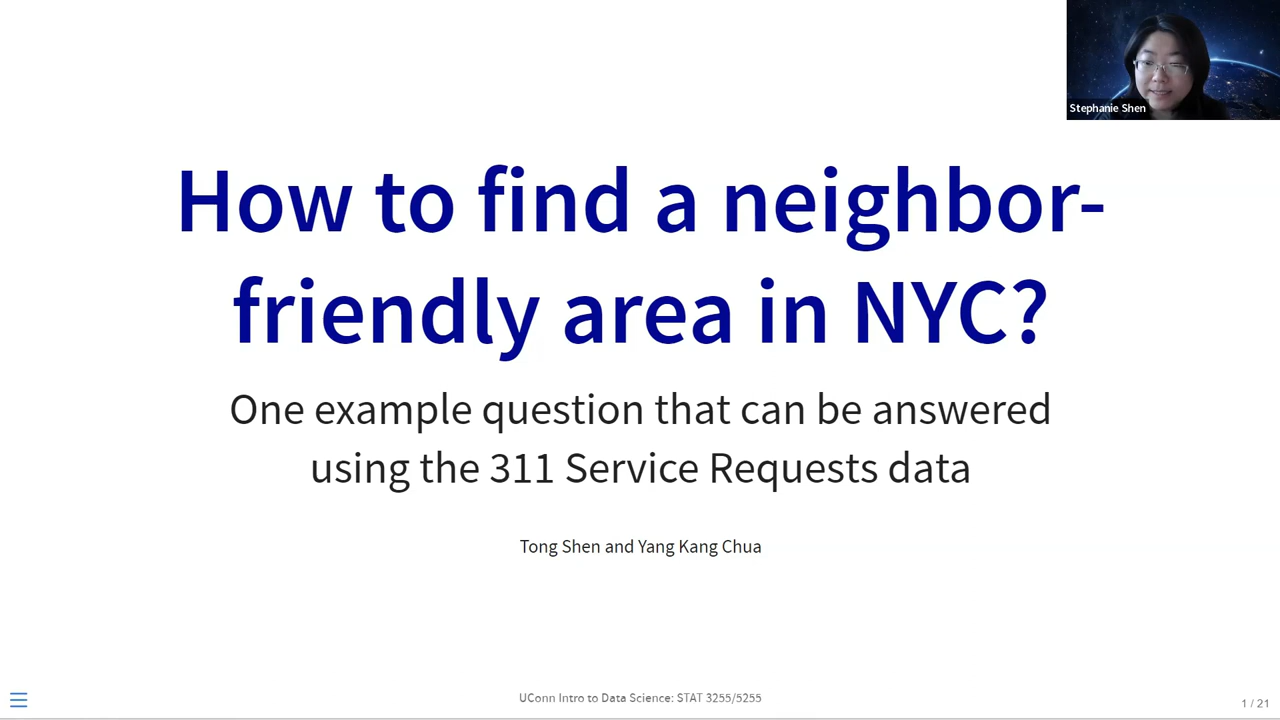 Stephanie Shen
How to find a neighbor-
friendly area in NYC?
One example question that can be answered
using the 311 Service Requests data
Tong Shen and Yang Kang Chua
UConn Intro to Data Science: STAT 3255/5255
1 / 21